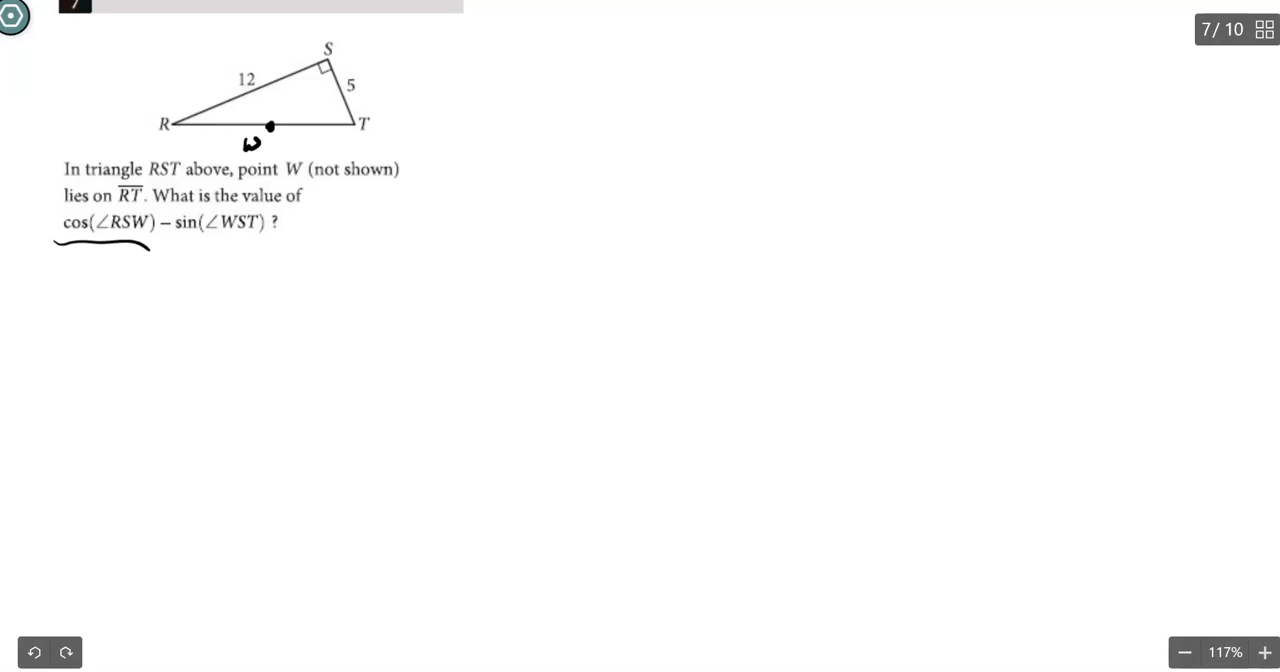 7
7/ 10
S
12
5
R
T
W
In triangle RST above, point W (not shown)
lies on RT. What is the value of
cos(∠RSW) – sin(∠WST) ?
117%